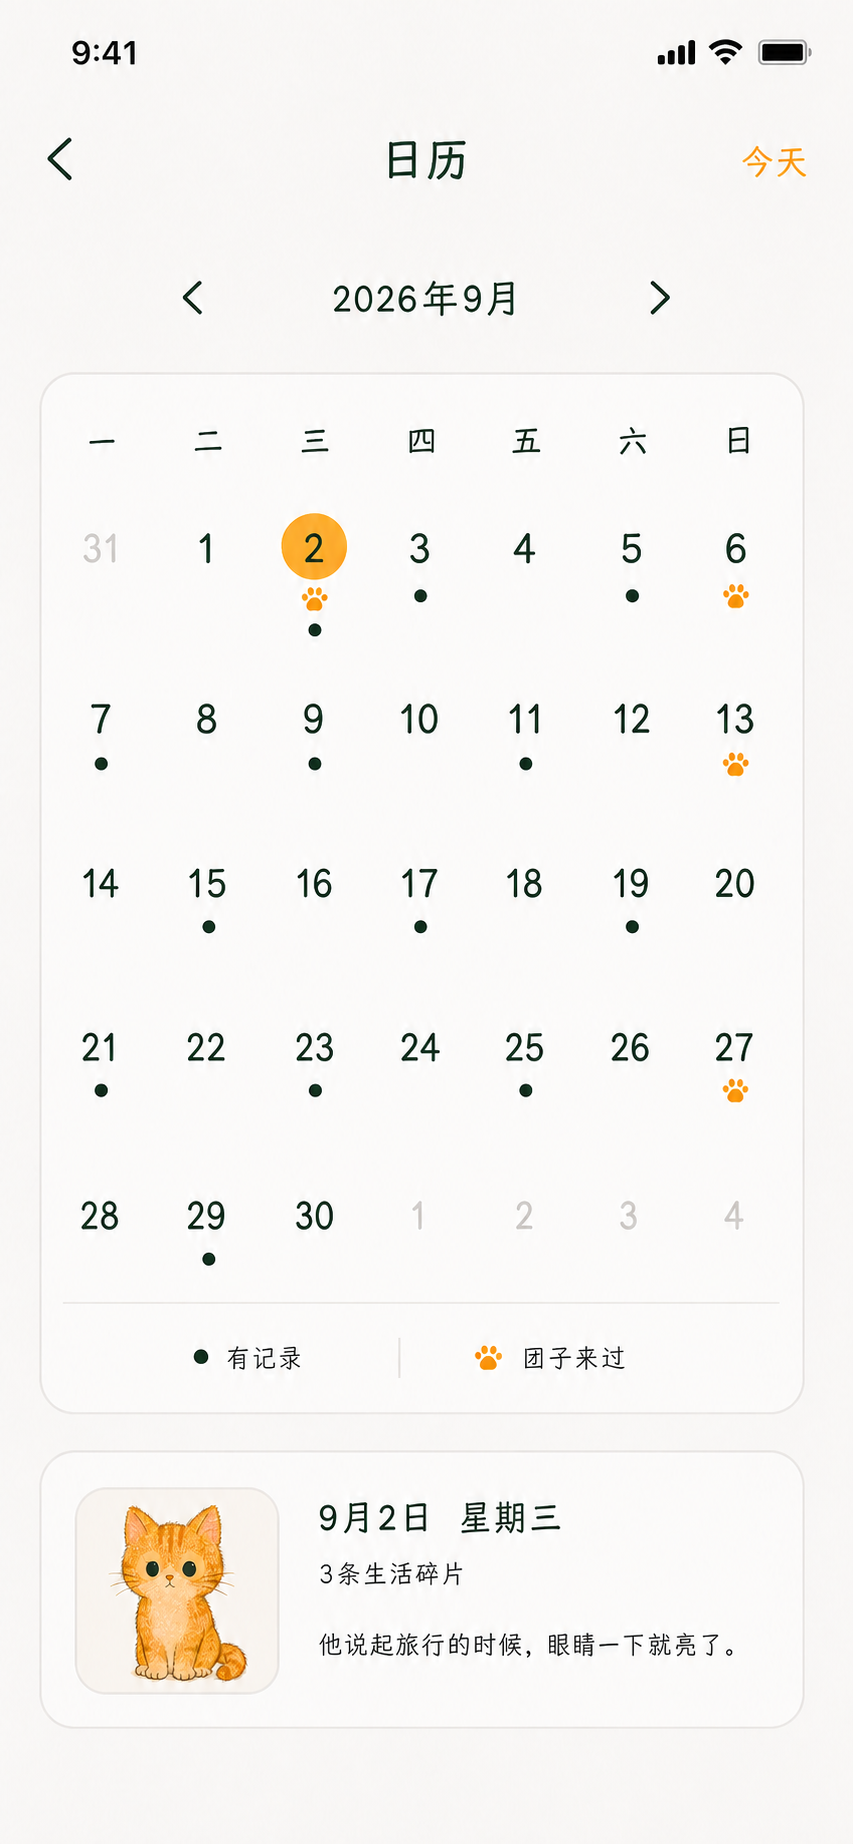 9:41
日历
今天
2026年9月
一 二 三 四 五 六 日
31 1 2 3 4 5 6
7 8 9 10 11 12 13
14 15 16 17 18 19 20
21 22 23 24 25 26 27
28 29 30 1 2 3 4
有记录 团子来过
9月2日 星期三
3条生活碎片
他说起旅行的时候，眼睛一下就亮了。